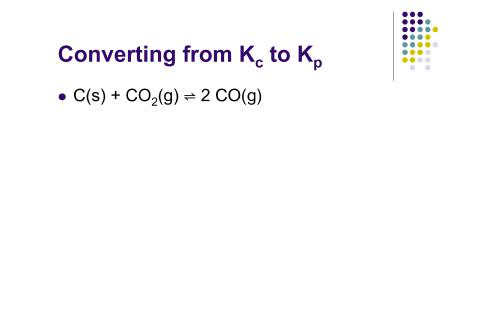 Converting from Kc to Kp
• C(s) + CO₂(g) ⇌ 2 CO(g)